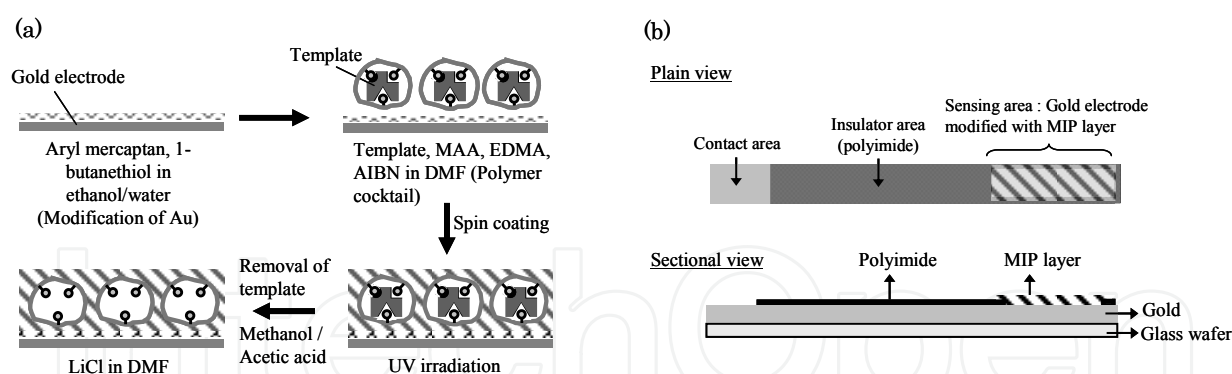 (a)
Gold electrode
Aryl mercaptan, 1-
butanethiol in
ethanol/water
(Modification of Au)
Template
Template, MAA, EDMA,
AIBN in DMF (Polymer
cocktail)
Spin coating
UV irradiation
Removal of
template
Methanol /
Acetic acid
LiCl in DMF
(b)
Plain view
Contact area
Insulator area
(polyimide)
Sensing area : Gold electrode
modified with MIP layer
Sectional view
Polyimide
MIP layer
Gold
Glass wafer
InTechOpen